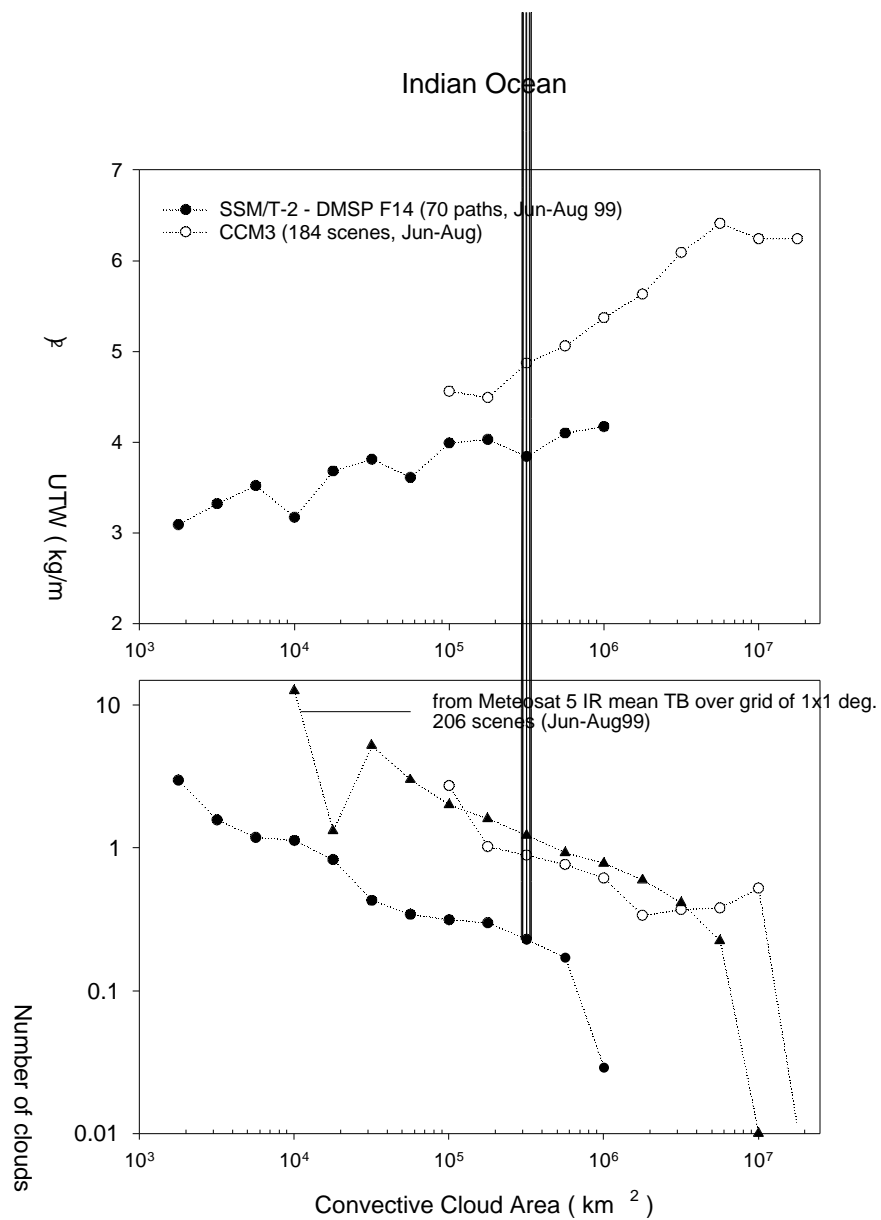 Indian Ocean
7
6
5
4
3
2
UTW ( kg/m
2
)
SSM/T-2 - DMSP F14 (70 paths, Jun-Aug 99)
CCM3 (184 scenes, Jun-Aug)
10³ 10⁴ 10⁵ 10⁶ 10⁷
10
1
0.1
0.01
Number of clouds
from Meteosat 5 IR mean TB over grid of 1x1 deg.
206 scenes (Jun-Aug99)
10³ 10⁴ 10⁵ 10⁶ 10⁷
Convective Cloud Area ( km ² )